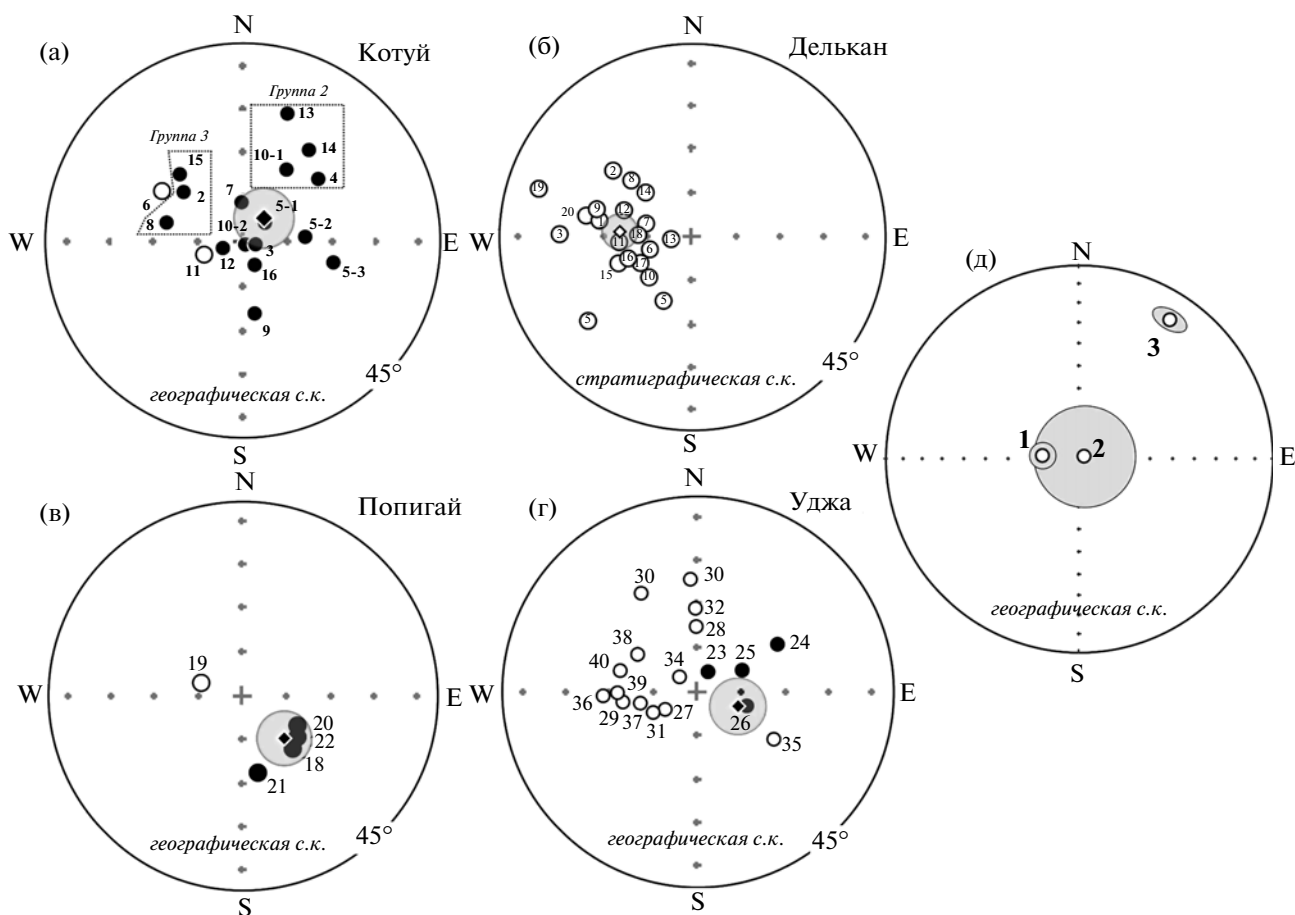 (а)
N
Котуй
Группа 2
13
14
10-1
4
Группа 3
15
2
6
8
7
5-1
10-2
5-2
W
E
3
12
11
16
5-3
9
45°
географическая с.к.
S
(б)
N
Делькан
2
8
19
14
9
12
20
1
7
W
3
18
13
E
11
6
16
17
15
10
5
5
45°
стратиграфическая с.к.
S
(в)
N
Попигай
19
W
E
20
22
18
21
45°
географическая с.к.
S
(г)
N
Уджа
30
30
32
28
38
24
34
23
25
40
39
W
36
E
29
37
31
27
26
35
45°
географическая с.к.
S
(д)
N
3
1
2
W
E
географическая с.к.
S